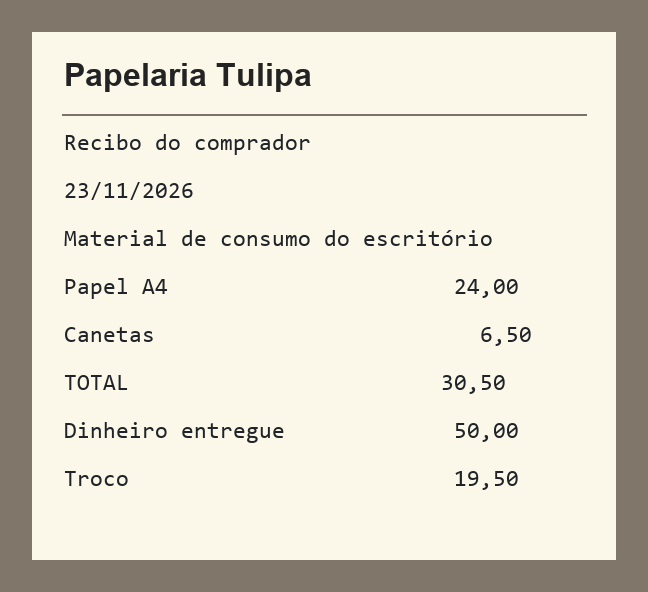 Papelaria Tulipa
Recibo do comprador
23/11/2026
Material de consumo do escritório
Papel A4 24,00
Canetas 6,50
TOTAL 30,50
Dinheiro entregue 50,00
Troco 19,50